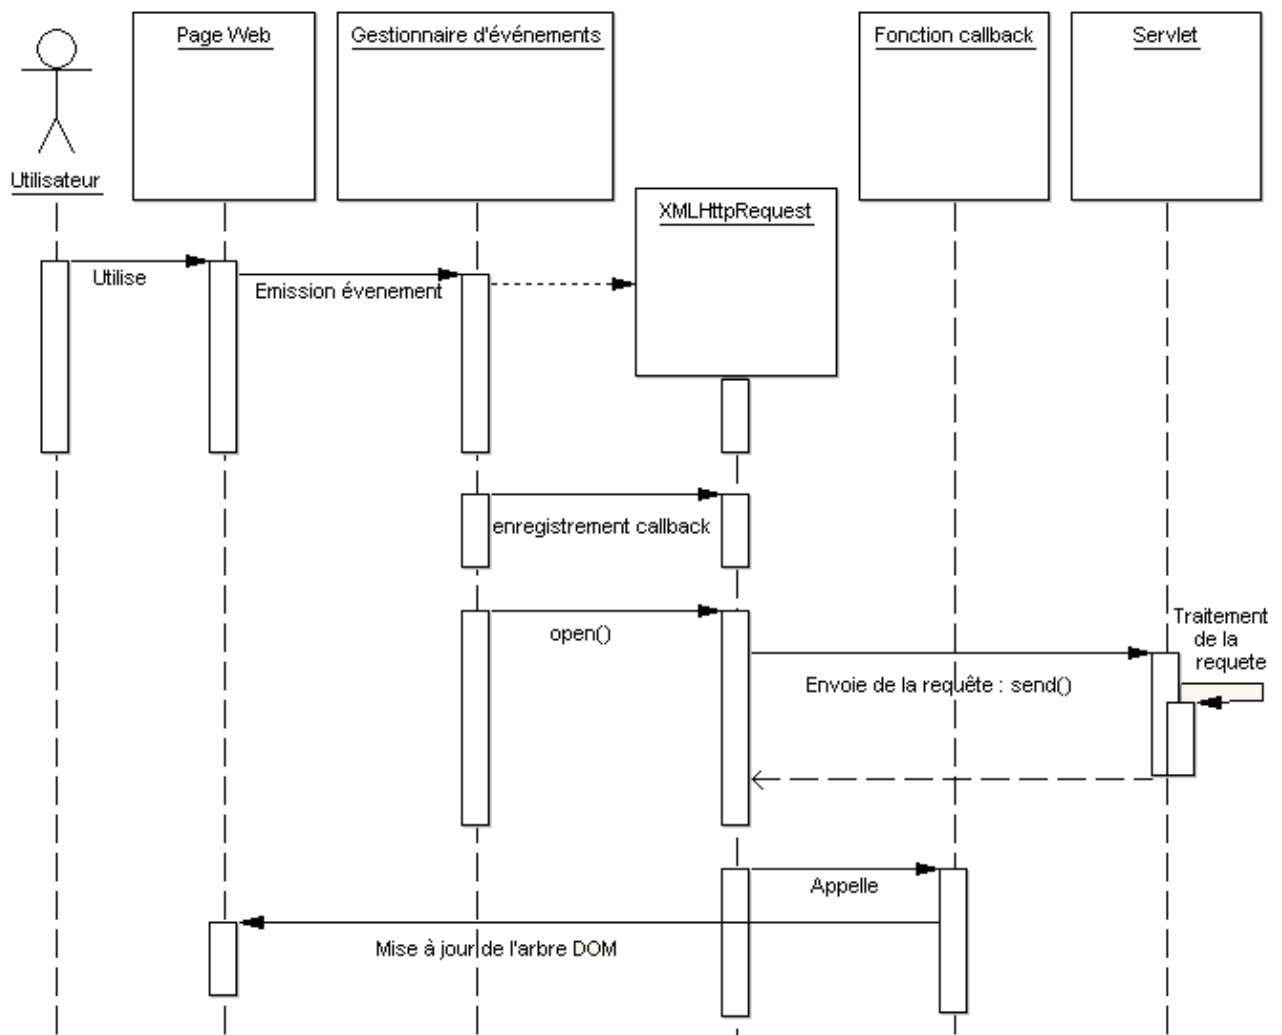 Page Web
Gestionnaire d'événements
Fonction callback
Servlet
Utilisateur
XMLHttpRequest
Utilise
Emission évenement
enregistrement callback
open()
Traitement
de la
requete
Envoie de la requête : send()
Appelle
Mise à jour de l'arbre DOM